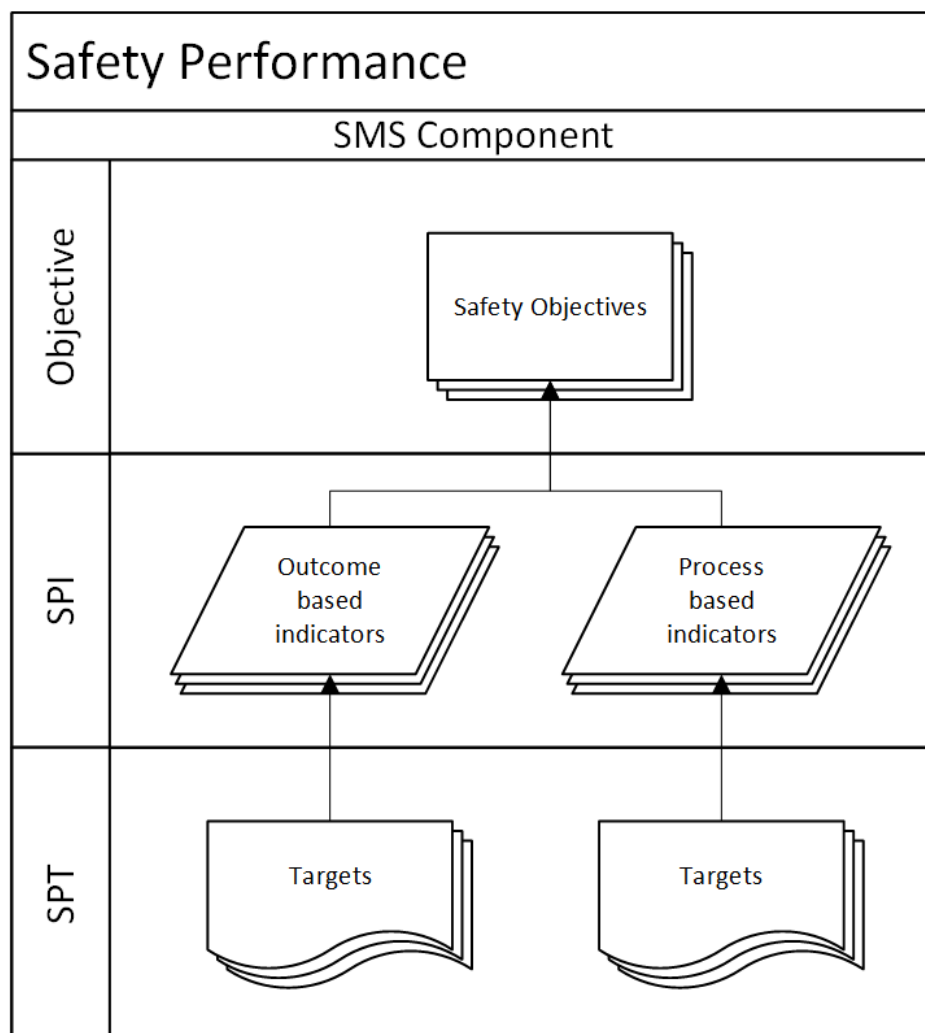 Safety Performance
SMS Component
Objective
Safety Objectives
SPI
Outcome
based
indicators
Process
based
indicators
SPT
Targets
Targets